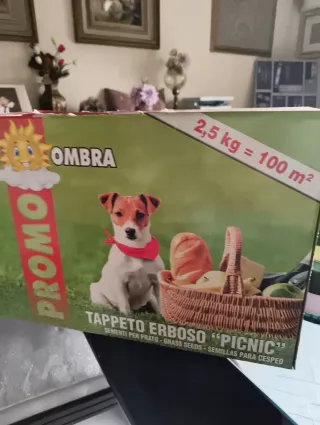 2,5 kg = 100 m²
OMBRA
PROMO
TAPPETO ERBOSO "PICNIC"
SEMENTI PER PRATO - GRASS SEEDS - SEMILLAS PARA CESPED